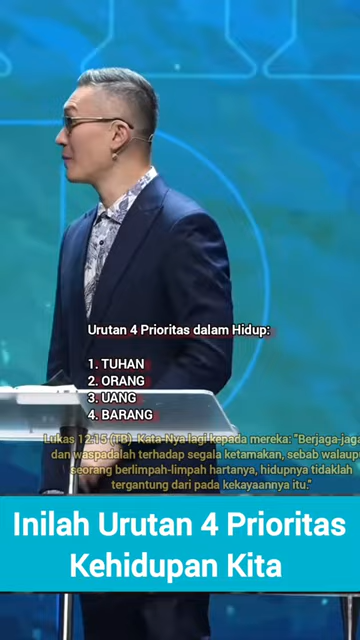 Urutan 4 Prioritas dalam Hidup:
1. TUHAN
2. ORANG
3. UANG
4. BARANG
Lukas 12:15 (TB) Kata-Nya lagi kepada mereka: "Berjaga-jaga
dan waspadalah terhadap segala ketamakan, sebab walaupu
seorang berlimpah-limpah hartanya, hidupnya tidaklah
tergantung dari pada kekayaannya itu."
Inilah Urutan 4 Prioritas
Kehidupan Kita